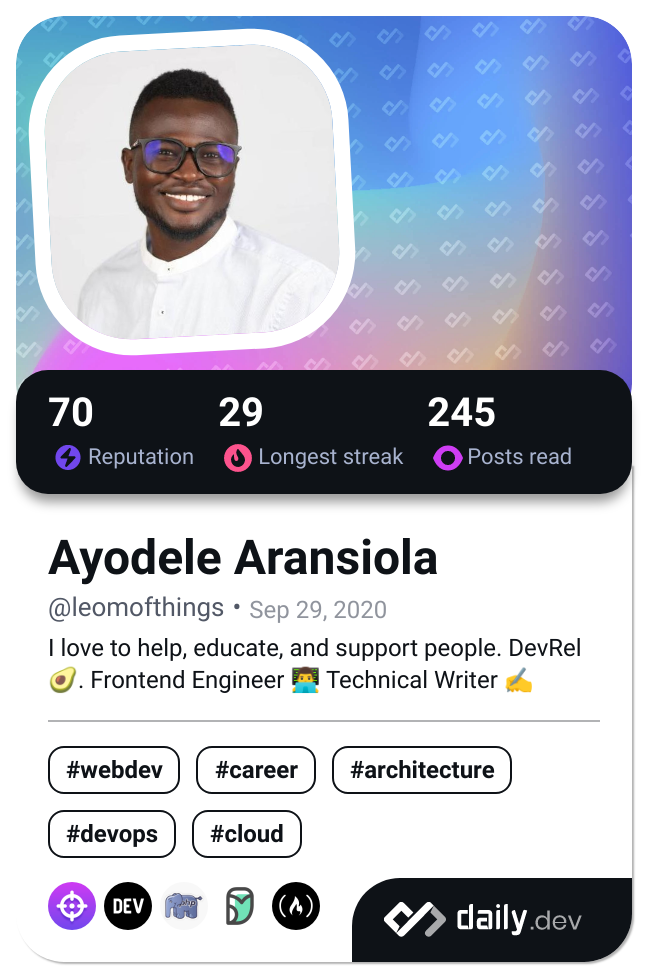 70 29 245
Reputation Longest streak Posts read
Ayodele Aransiola
@leomofthings • Sep 29, 2020
I love to help, educate, and support people. DevRel
🥑. Frontend Engineer 👨‍💻 Technical Writer ✍️
#webdev #career #architecture
#devops #cloud
DEV php
daily.dev